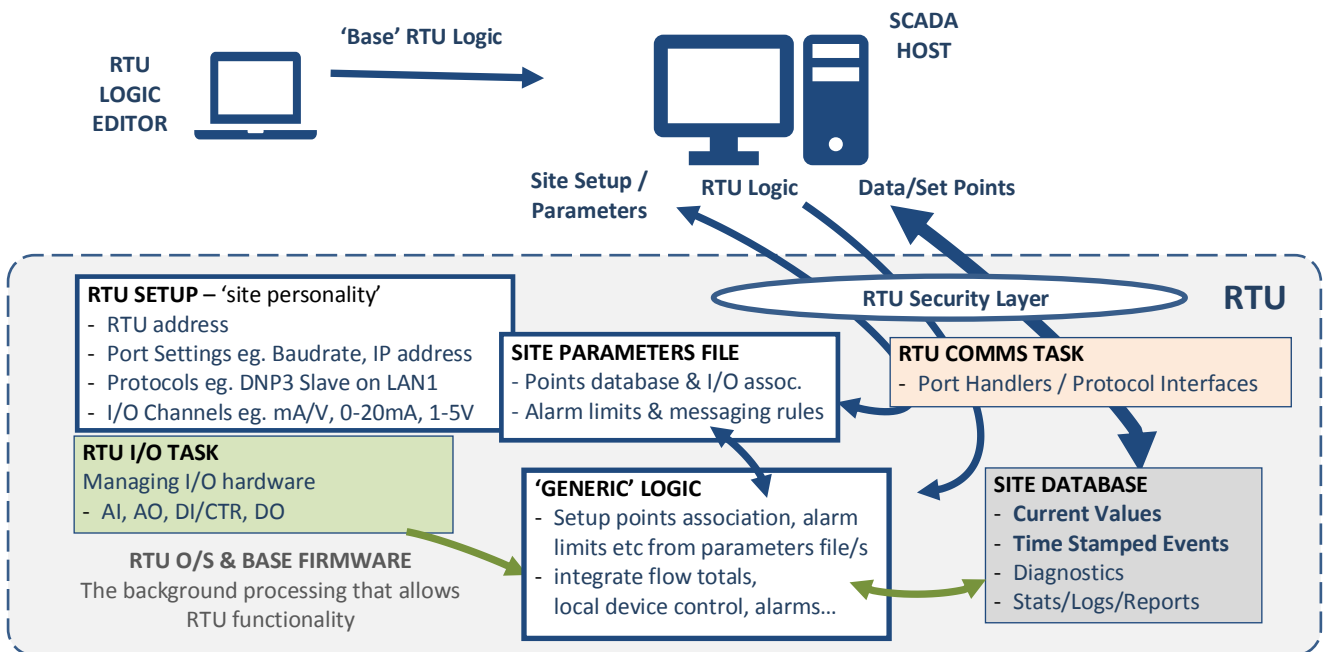 RTU
LOGIC
EDITOR
‘Base’ RTU Logic
SCADA
HOST
Site Setup /
Parameters
RTU Logic
Data/Set Points
RTU Security Layer
RTU
RTU SETUP – ‘site personality’
- RTU address
- Port Settings eg. Baudrate, IP address
- Protocols eg. DNP3 Slave on LAN1
- I/O Channels eg. mA/V, 0-20mA, 1-5V
SITE PARAMETERS FILE
- Points database & I/O assoc.
- Alarm limits & messaging rules
RTU COMMS TASK
- Port Handlers / Protocol Interfaces
RTU I/O TASK
Managing I/O hardware
- AI, AO, DI/CTR, DO
RTU O/S & BASE FIRMWARE
The background processing that allows
RTU functionality
‘GENERIC’ LOGIC
- Setup points association, alarm
limits etc from parameters file/s
- integrate flow totals,
local device control, alarms...
SITE DATABASE
- Current Values
- Time Stamped Events
- Diagnostics
- Stats/Logs/Reports